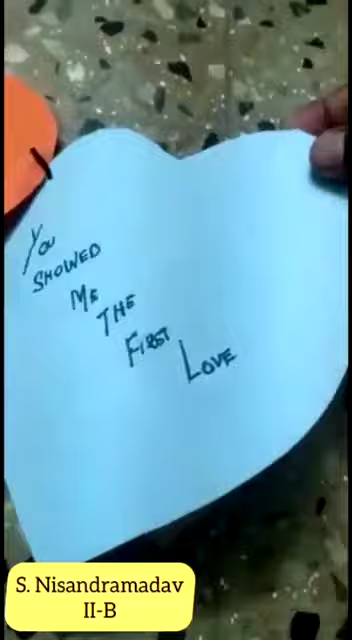 You
SHOWED
ME
THE
FIRST
LOVE
S. Nisandramadav
II-B